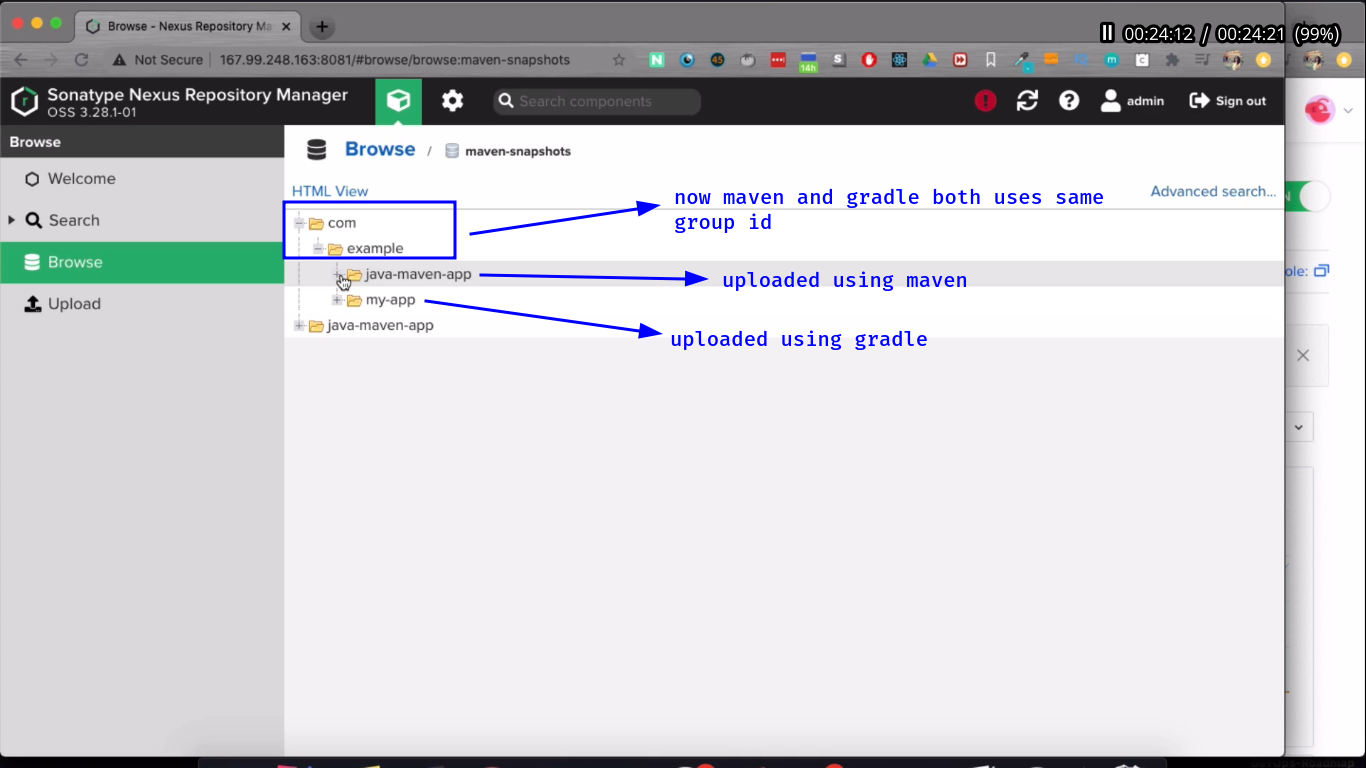 Browse - Nexus Repository Ma
00:24:12 / 00:24:21 (99%)
Not Secure
167.99.248.163:8081/#browse/browse:maven-snapshots
Sonatype Nexus Repository Manager
OSS 3.28.1-01
Search components
admin
Sign out
Browse
Browse / maven-snapshots
Welcome
HTML View
Advanced search...
now maven and gradle both uses same
group id
Search
com
example
Browse
java-maven-app
uploaded using maven
ole:
Upload
my-app
java-maven-app
uploaded using gradle